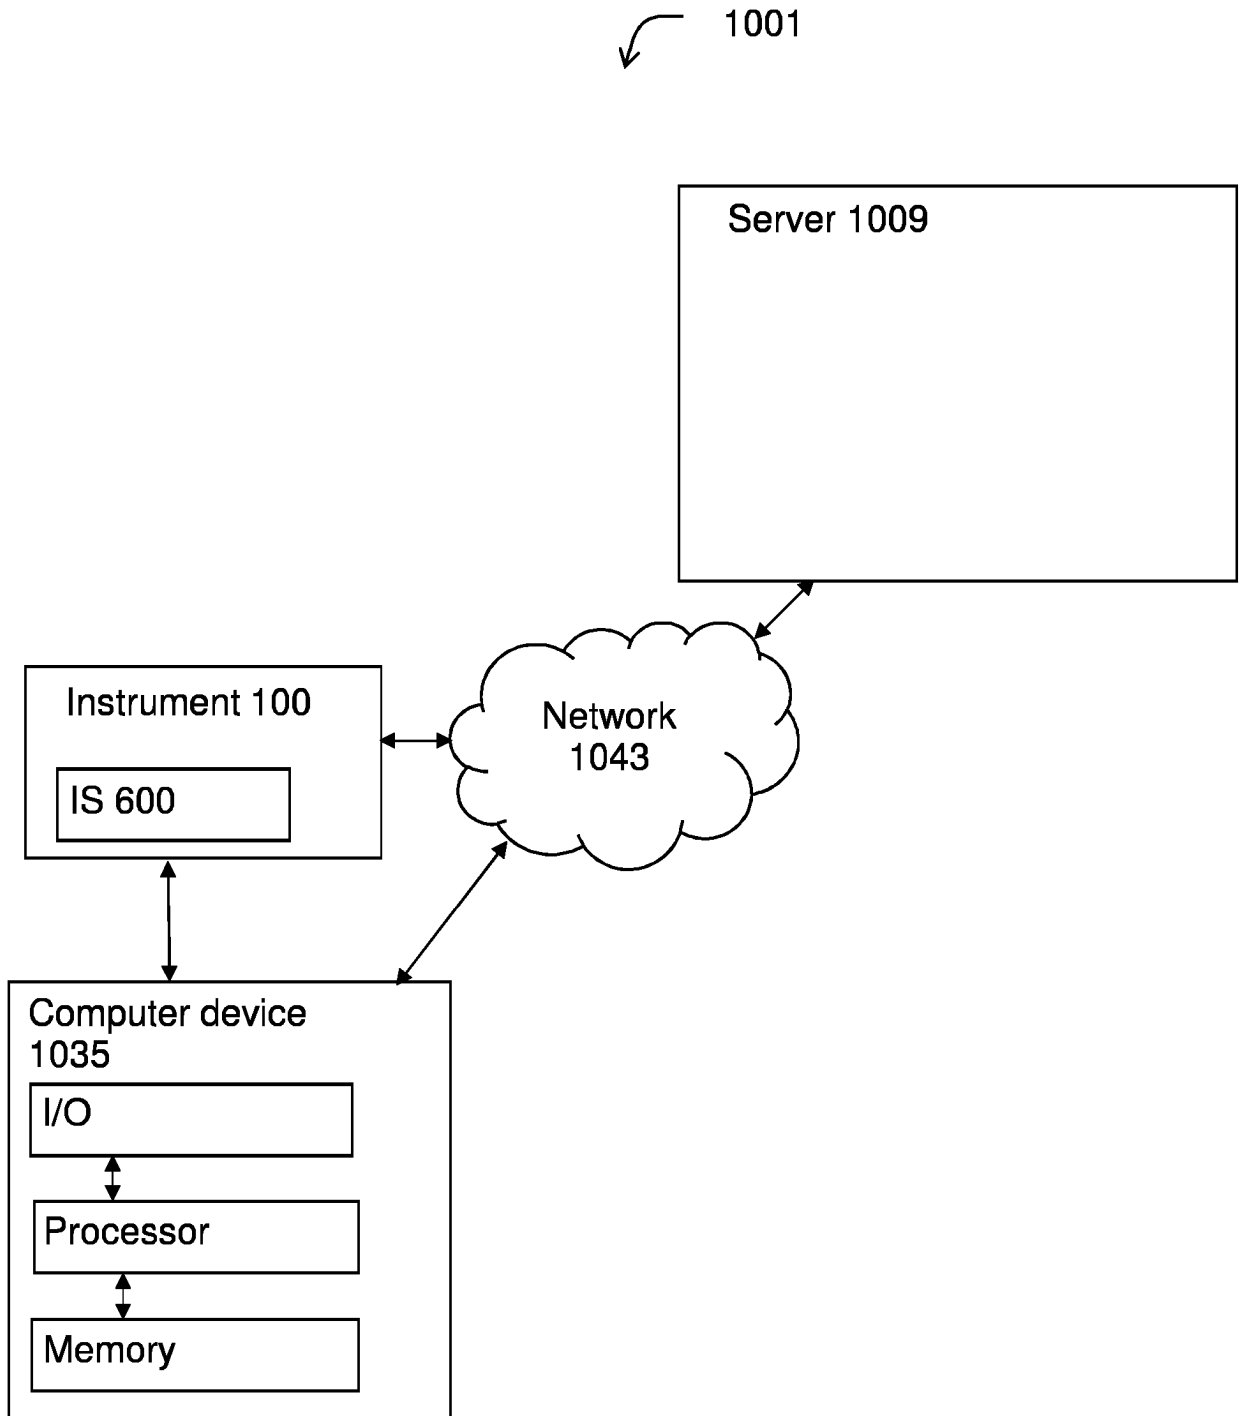 1001
Server 1009
Instrument 100
IS 600
Network
1043
Computer device
1035
I/O
Processor
Memory